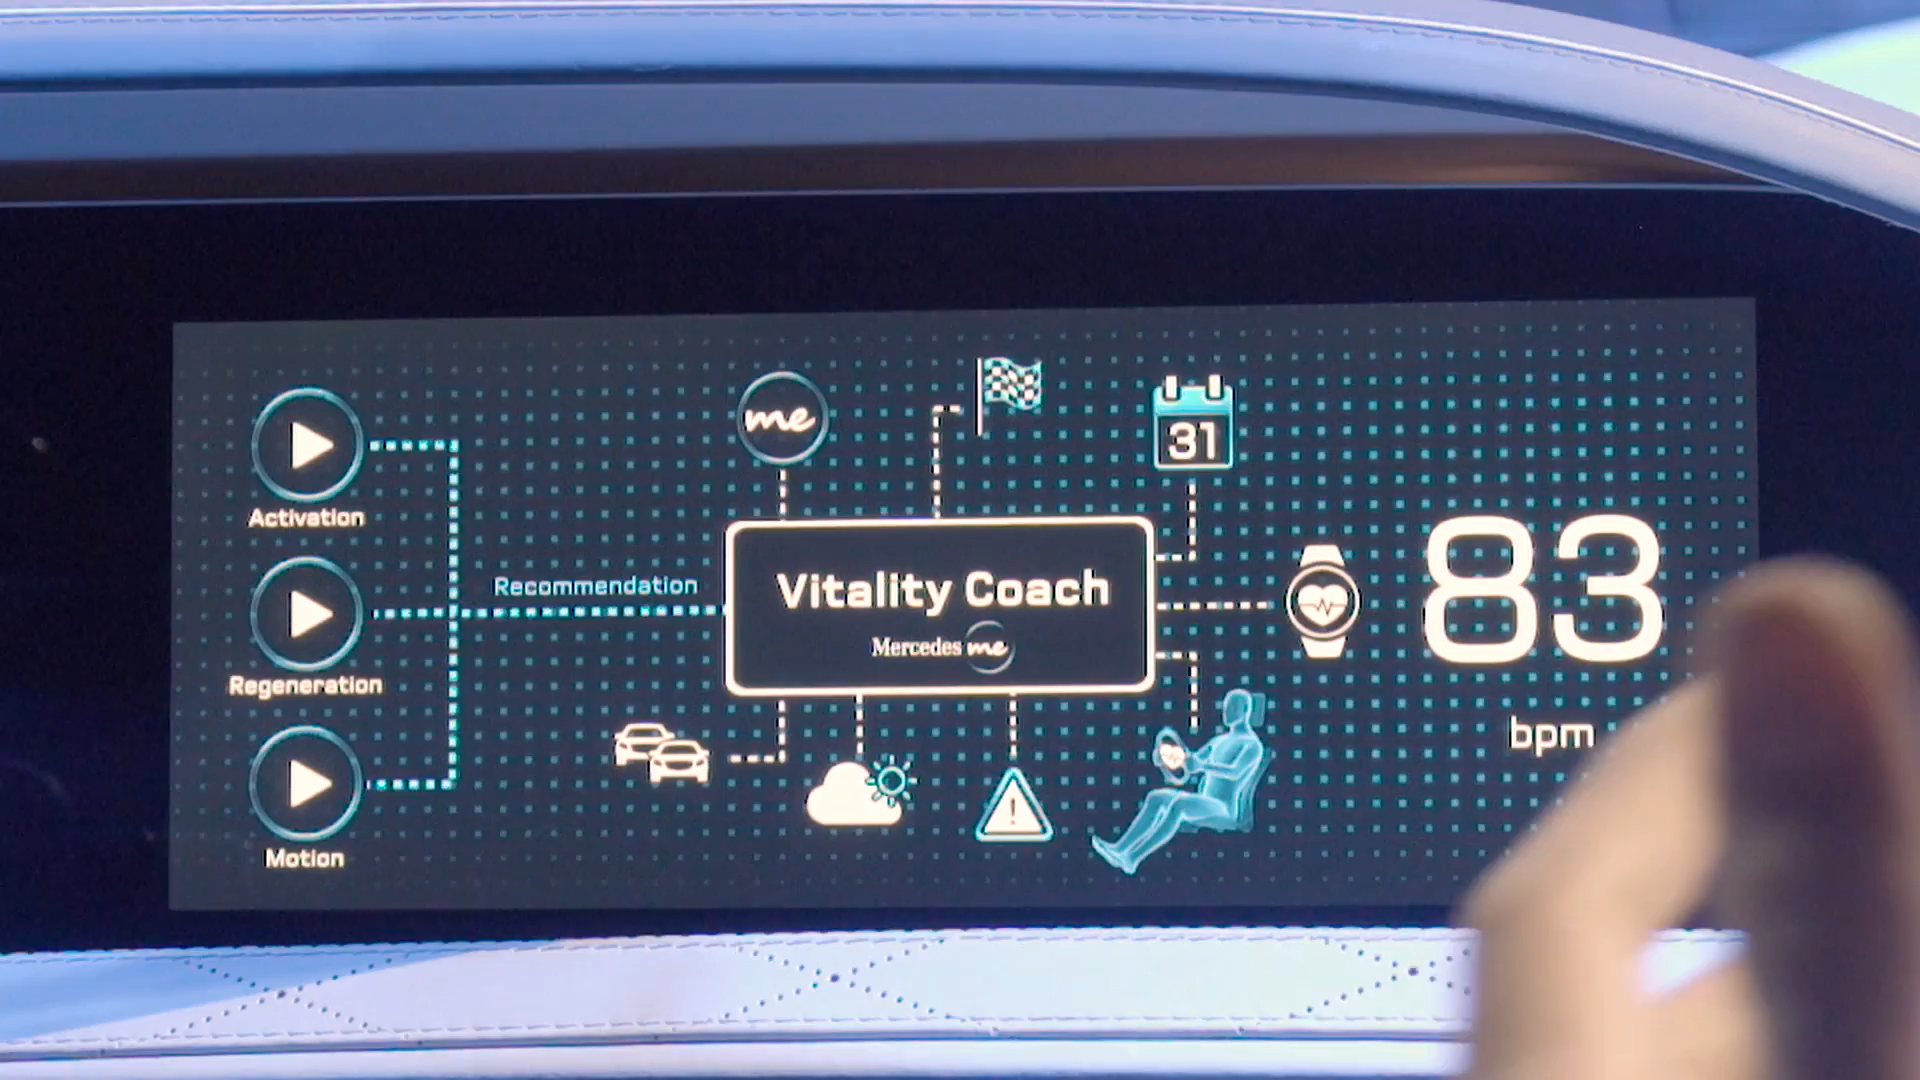 me
31
Activation
Recommendation
Vitality Coach
Mercedes me
83
bpm
Regeneration
Motion